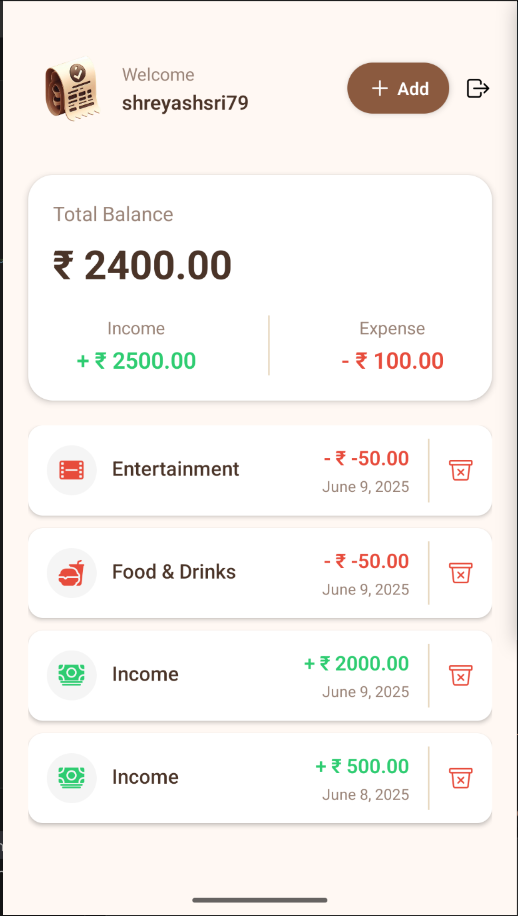 Welcome
shreyashsri79
+ Add
Total Balance
₹ 2400.00
Income
Expense
+ ₹ 2500.00
- ₹ 100.00
Entertainment
- ₹ -50.00
June 9, 2025
Food & Drinks
- ₹ -50.00
June 9, 2025
Income
+ ₹ 2000.00
June 9, 2025
Income
+ ₹ 500.00
June 8, 2025